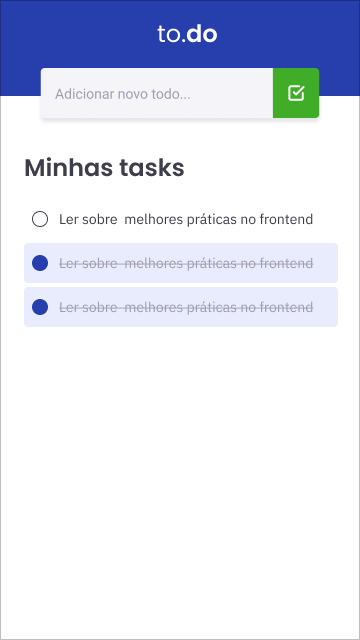 to.do
Adicionar novo todo...
Minhas tasks
Ler sobre  melhores práticas no frontend
Ler sobre  melhores práticas no frontend
Ler sobre  melhores práticas no frontend